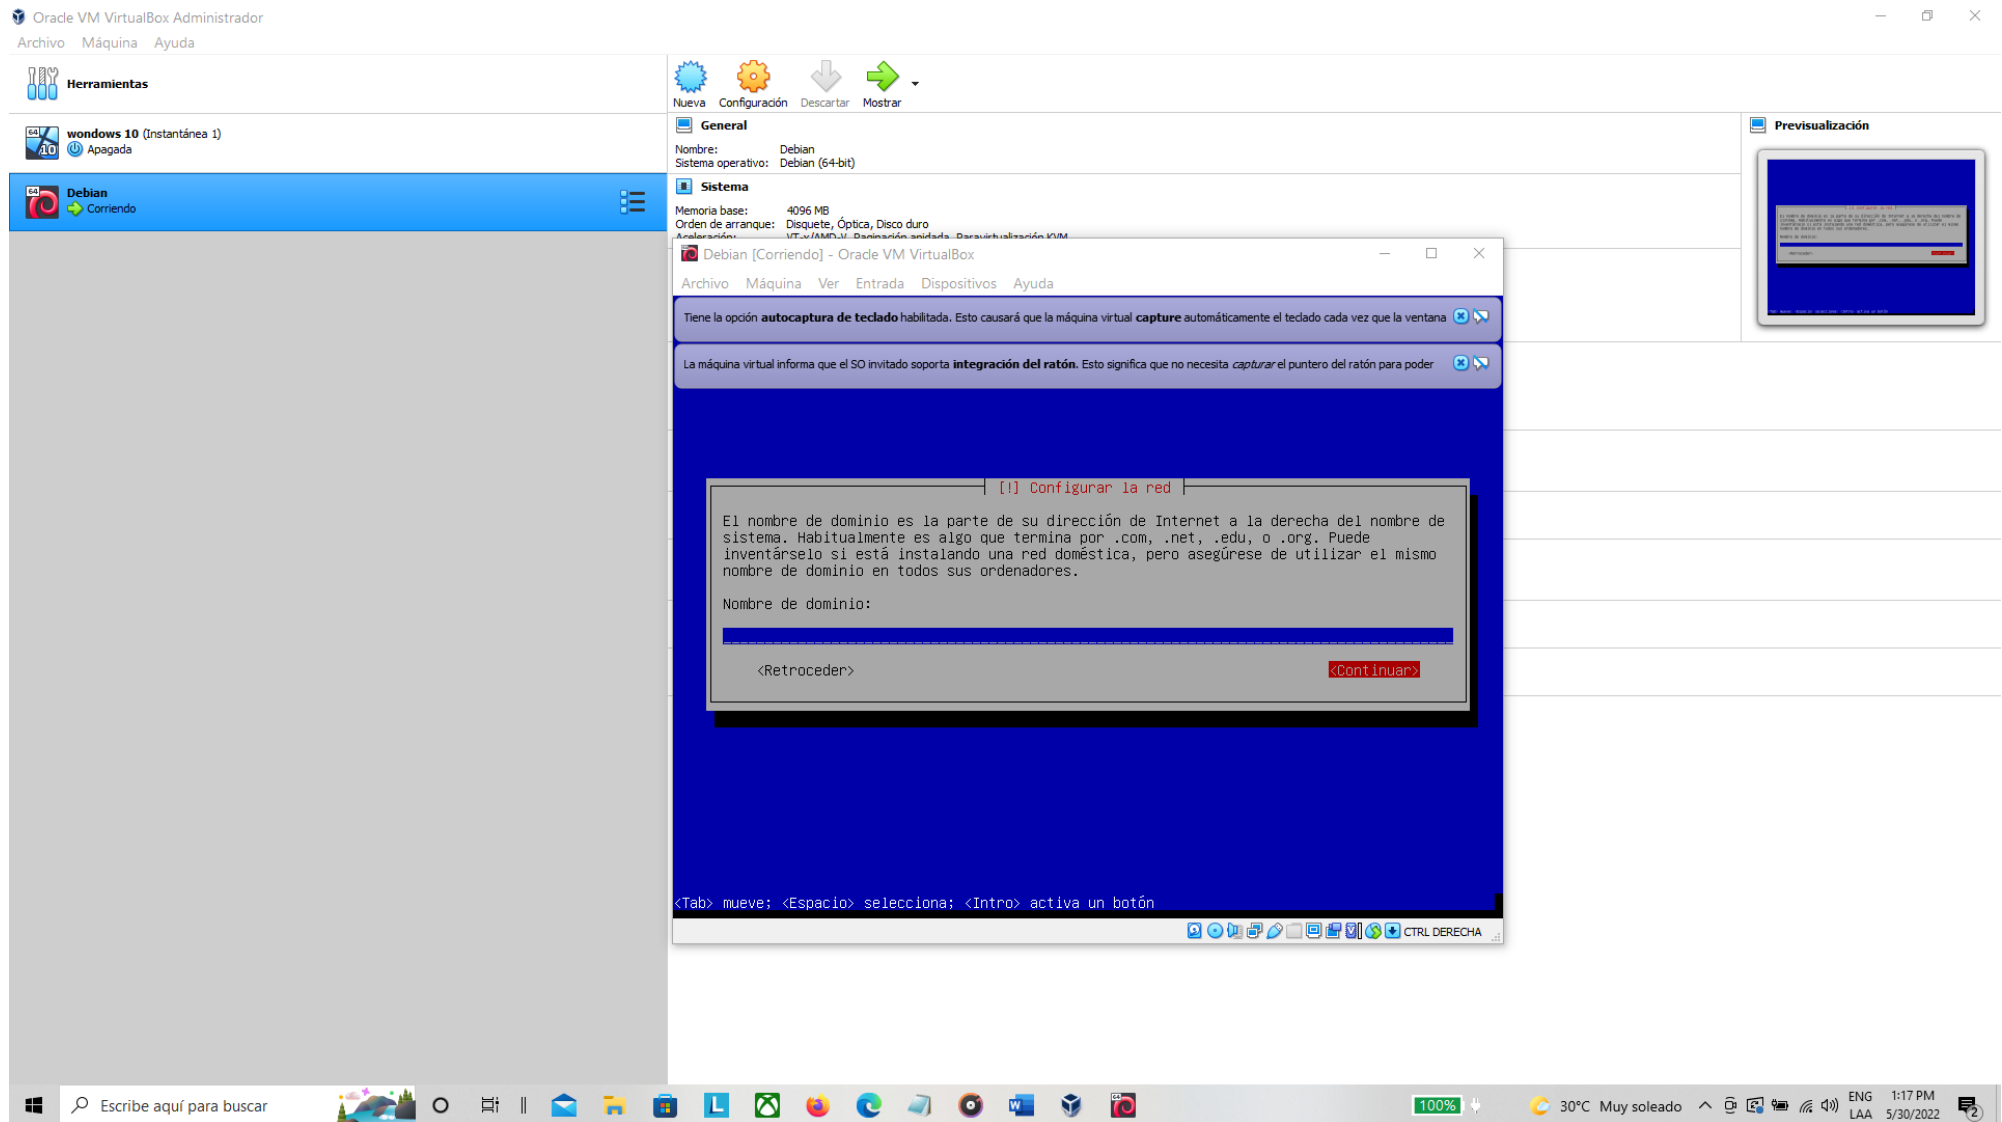 Oracle VM VirtualBox Administrador
Archivo Máquina Ayuda
Herramientas
wondows 10 (Instantánea 1)
Apagada
Debian
Corriendo
Nueva Configuración Descartar Mostrar
General
Nombre: Debian
Sistema operativo: Debian (64-bit)
Sistema
Memoria base: 4096 MB
Orden de arranque: Disquete, Óptica, Disco duro
Aceleración: VT-x/AMD-V, Paginación anidada, Paravirtualización KVM
Previsualización
Debian [Corriendo] - Oracle VM VirtualBox
Archivo Máquina Ver Entrada Dispositivos Ayuda
Tiene la opción autocaptura de teclado habilitada. Esto causará que la máquina virtual capture automáticamente el teclado cada vez que la ventana
La máquina virtual informa que el SO invitado soporta integración del ratón. Esto significa que no necesita capturar el puntero del ratón para poder
[!] Configurar la red
El nombre de dominio es la parte de su dirección de Internet a la derecha del nombre de
sistema. Habitualmente es algo que termina por .com, .net, .edu, o .org. Puede
inventárselo si está instalando una red doméstica, pero asegúrese de utilizar el mismo
nombre de dominio en todos sus ordenadores.
Nombre de dominio:
<Retroceder> <Continuar>
<Tab> mueve; <Espacio> selecciona; <Intro> activa un botón
CTRL DERECHA
Escribe aquí para buscar
100%
30°C Muy soleado
ENG
LAA
1:17 PM
5/30/2022
2